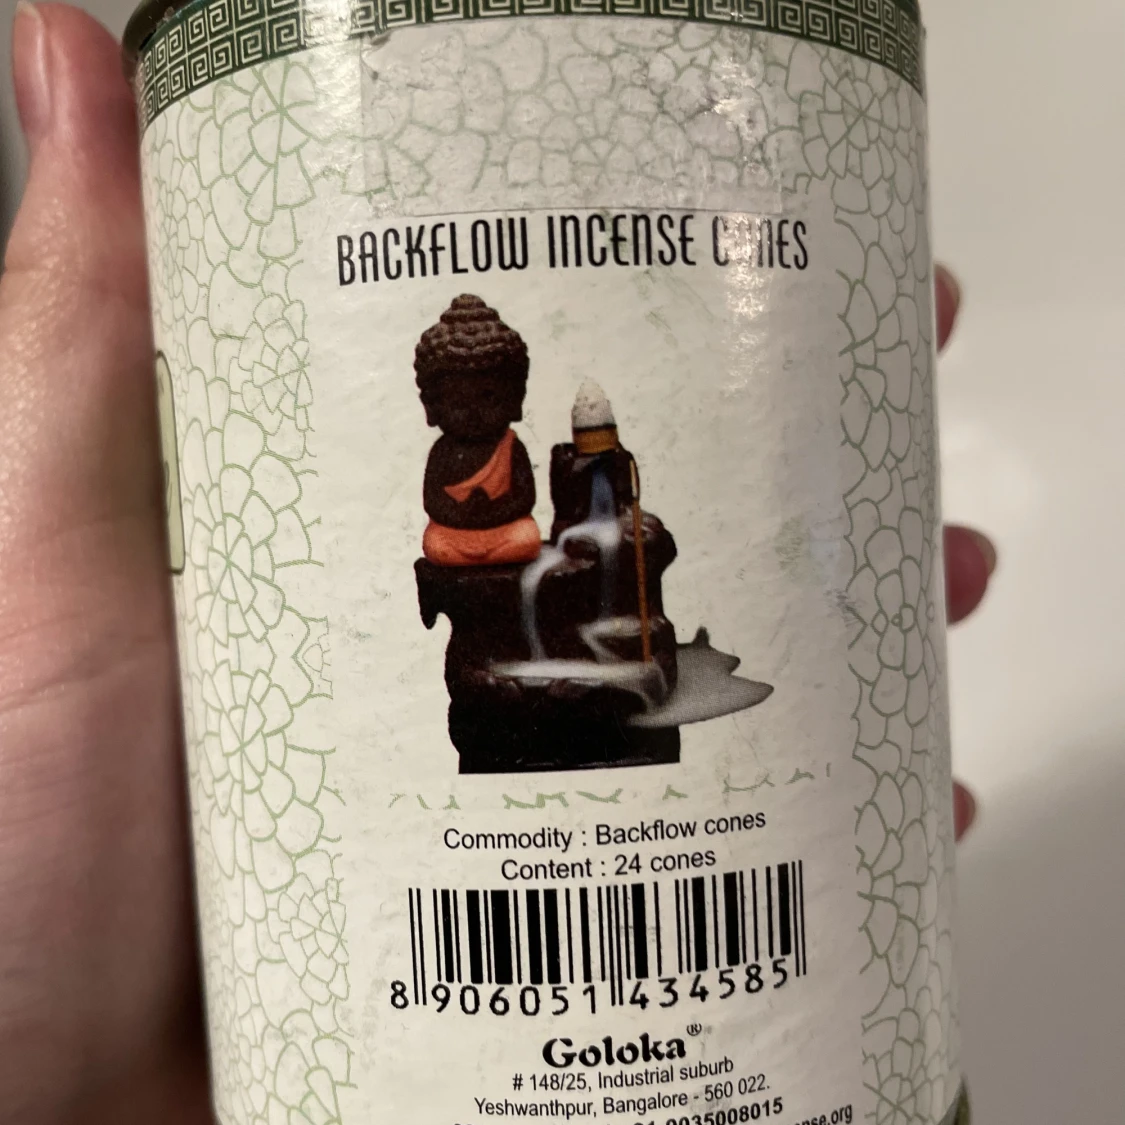 BACKFLOW INCENSE CONES
Commodity : Backflow cones
Content : 24 cones
8 906051 434585
Goloka®
# 148/25, Industrial suburb
Yeshwanthpur, Bangalore - 560 022.